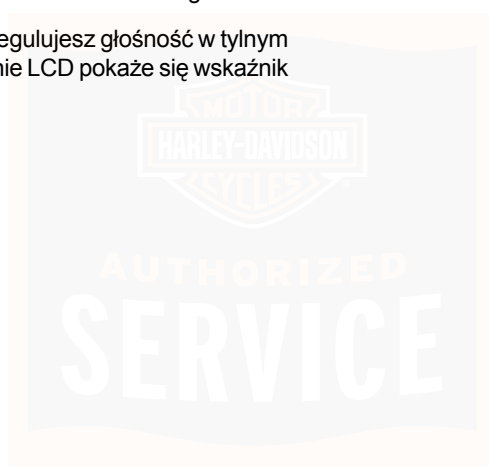 egulujesz głośność w tylnym
nie LCD pokaże się wskaźnik
MOTOR
HARLEY-DAVIDSON
CYCLES
AUTHORIZED
SERVICE